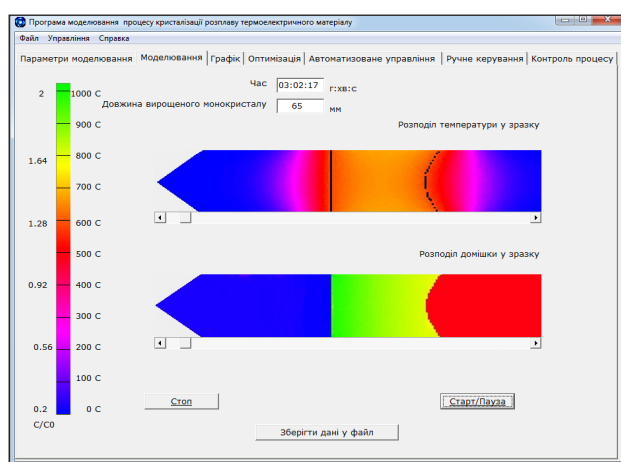 Програма моделювання процесу кристалізації розплаву термоелектричного матеріалу
Файл Управління Справка
Параметри моделювання Моделювання Графік Оптимізація Автоматизоване управління Ручне керування Контроль процесу
Час 03:02:17 г:хв:с
Довжина вирощеного монокристалу 65 мм
2 1000 C
900 C
1.64 800 C
700 C
1.28 600 C
500 C
0.92 400 C
300 C
0.56 200 C
100 C
0.2 0 C
C/C0
Розподіл температури у зразку
Розподіл домішки у зразку
Стоп Старт/Пауза
Зберігти дані у файл